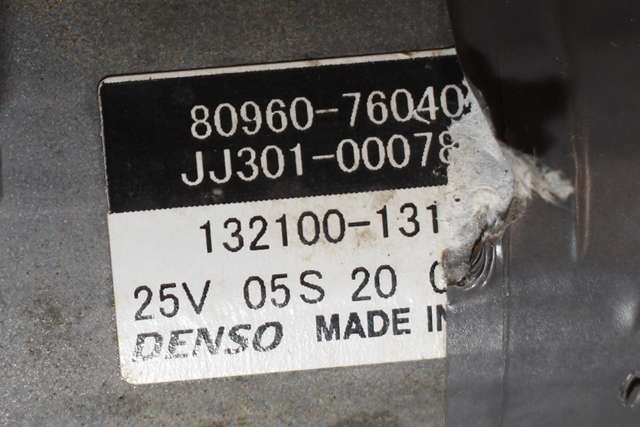 80960-76040
JJ301-00078
132100-131
25V 05S 20
DENSO MADE IN